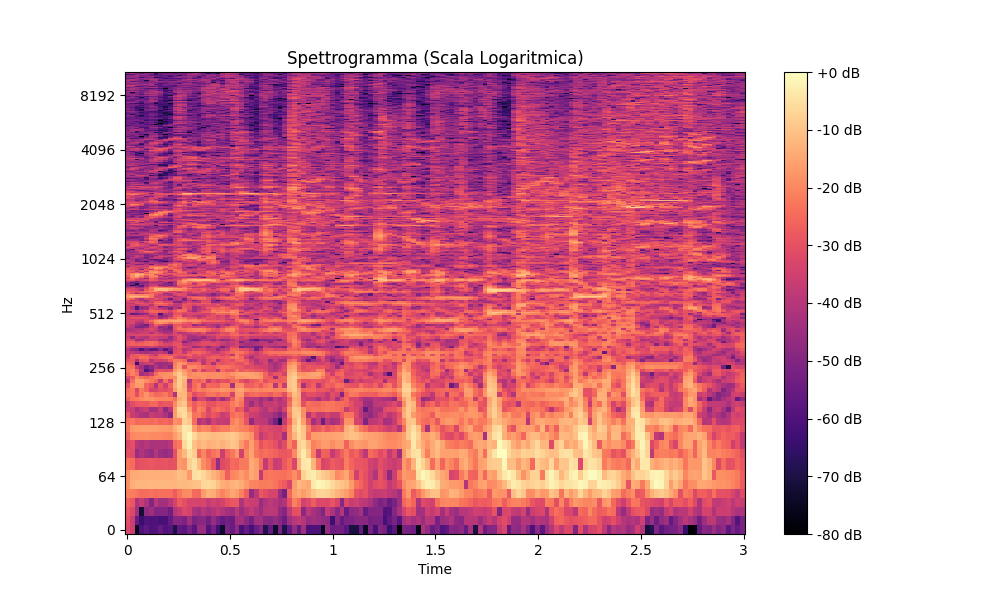 Spettrogramma (Scala Logaritmica)
Hz
8192
4096
2048
1024
512
256
128
64
0
0
0.5
1
1.5
2
2.5
3
Time
+0 dB
-10 dB
-20 dB
-30 dB
-40 dB
-50 dB
-60 dB
-70 dB
-80 dB